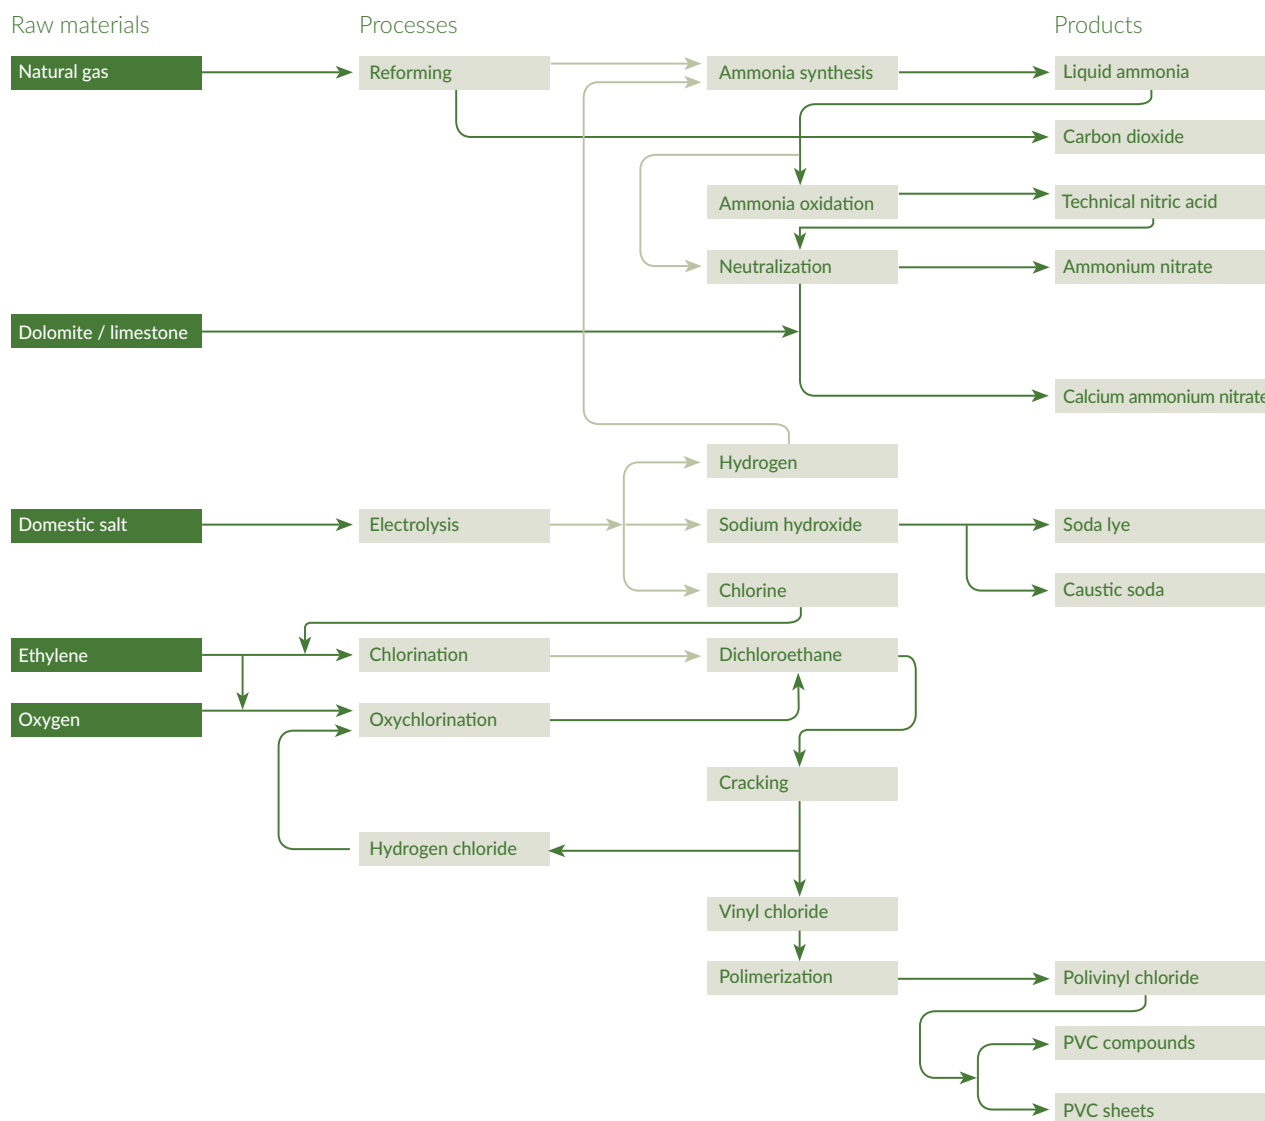 Raw materials
Processes
Products
Natural gas
Reforming
Ammonia synthesis
Liquid ammonia
Carbon dioxide
Ammonia oxidation
Technical nitric acid
Neutralization
Ammonium nitrate
Dolomite / limestone
Calcium ammonium nitrate
Hydrogen
Domestic salt
Electrolysis
Sodium hydroxide
Soda lye
Chlorine
Caustic soda
Ethylene
Chlorination
Dichloroethane
Oxygen
Oxychlorination
Cracking
Hydrogen chloride
Vinyl chloride
Polimerization
Polivinyl chloride
PVC compounds
PVC sheets